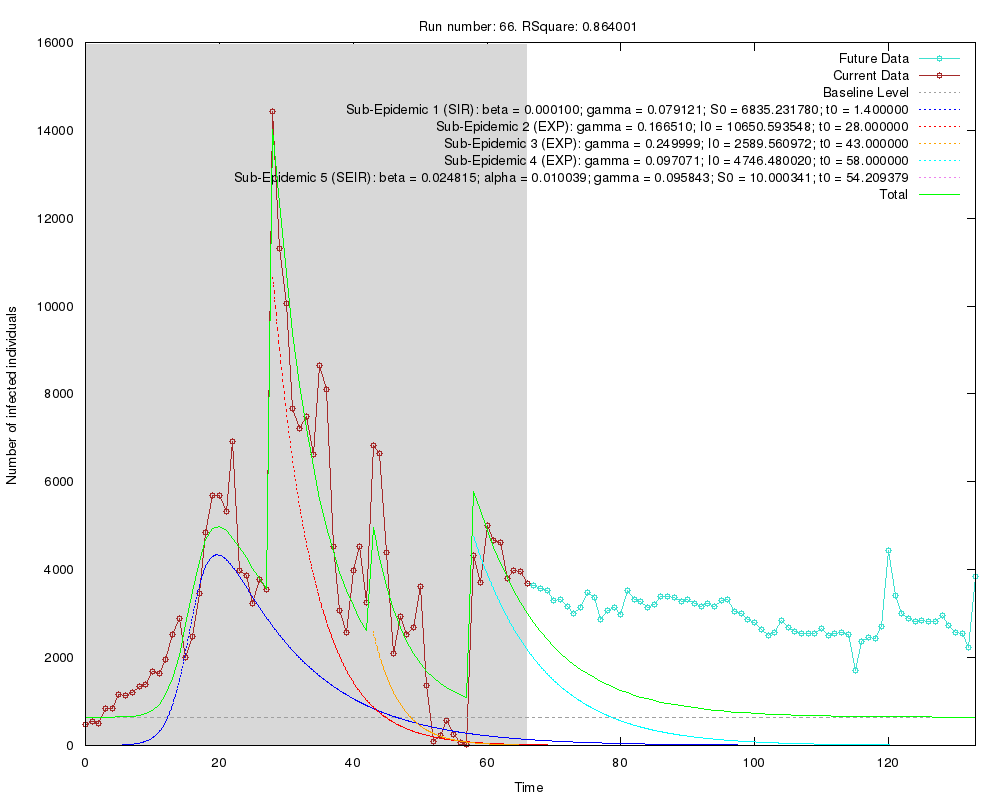 Run number: 66. RSquare: 0.864001
16000
14000
12000
10000
8000
6000
4000
2000
0
Number of infected individuals
Future Data
Current Data
Baseline Level
Sub-Epidemic 1 (SIR): beta = 0.000100; gamma = 0.079121; S0 = 6835.231780; t0 = 1.400000
Sub-Epidemic 2 (EXP): gamma = 0.166510; I0 = 10650.593548; t0 = 28.000000
Sub-Epidemic 3 (EXP): gamma = 0.249999; I0 = 2589.560972; t0 = 43.000000
Sub-Epidemic 4 (EXP): gamma = 0.097071; I0 = 4746.480020; t0 = 58.000000
Sub-Epidemic 5 (SEIR): beta = 0.024815; alpha = 0.010039; gamma = 0.095843; S0 = 10.000341; t0 = 54.209379
Total
0 20 40 60 80 100 120
Time